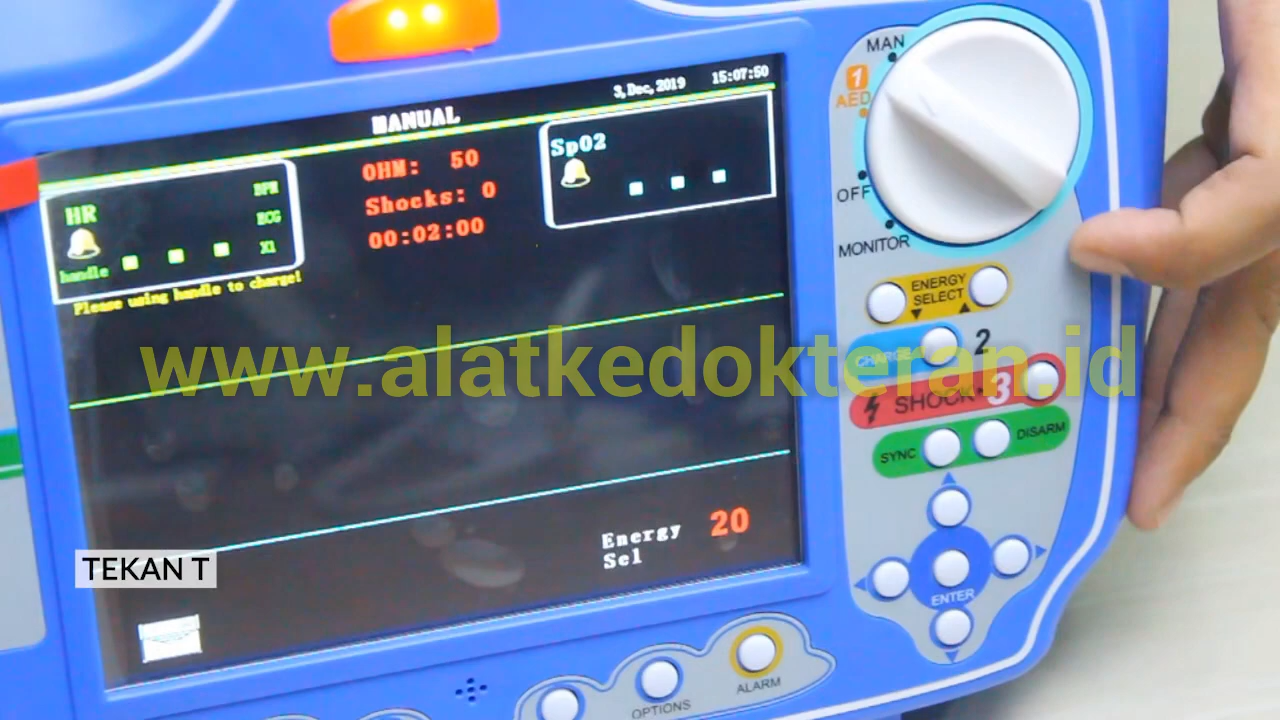 MAN
1
AED
OFF
MONITOR
3, Dec, 2019 15:07:50
MANUAL
OHM: 50
Shocks: 0
00:02:00
SpO2
HR
BPM
ECG
X1
handle
Please using handle to charge!
ENERGY
SELECT
CHARGE 2
www.alatkedokteran.id
SHOCK 3
SYNC DISARM
Energy 20
Sel
TEKAN T
ENTER
OPTIONS
ALARM